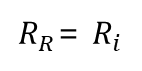 R_R = R_i